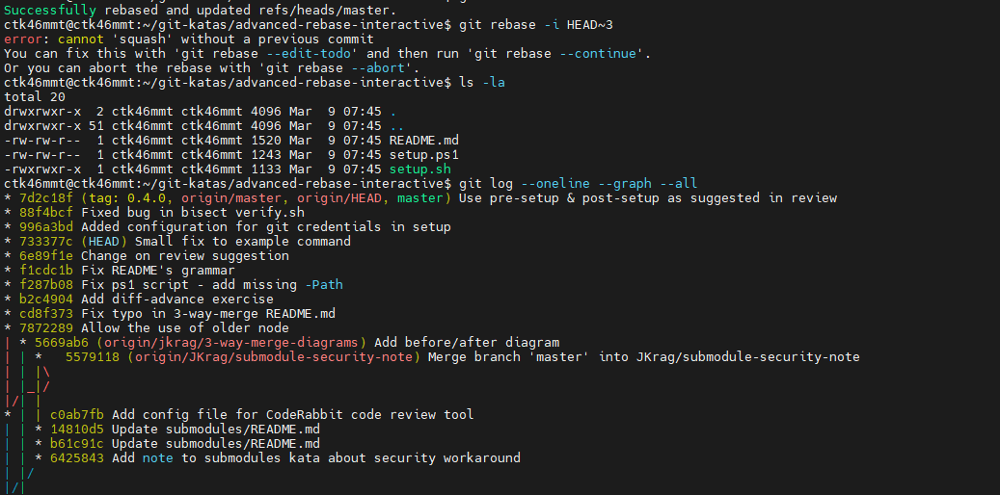 Successfully rebased and updated refs/heads/master.
ctk46mmt@ctk46mmt:~/git-katas/advanced-rebase-interactive$ git rebase -i HEAD~3
error: cannot 'squash' without a previous commit
You can fix this with 'git rebase --edit-todo' and then run 'git rebase --continue'.
Or you can abort the rebase with 'git rebase --abort'.
ctk46mmt@ctk46mmt:~/git-katas/advanced-rebase-interactive$ ls -la
total 20
drwxrwxr-x  2 ctk46mmt ctk46mmt 4096 Mar  9 07:45 .
drwxrwxr-x 51 ctk46mmt ctk46mmt 4096 Mar  9 07:45 ..
-rw-rw-r--  1 ctk46mmt ctk46mmt 1520 Mar  9 07:45 README.md
-rw-rw-r--  1 ctk46mmt ctk46mmt 1243 Mar  9 07:45 setup.ps1
-rwxrwxr-x  1 ctk46mmt ctk46mmt 1133 Mar  9 07:45 setup.sh
ctk46mmt@ctk46mmt:~/git-katas/advanced-rebase-interactive$ git log --oneline --graph --all
* 7d2c18f (tag: 0.4.0, origin/master, origin/HEAD, master) Use pre-setup & post-setup as suggested in review
* 88f4bcf Fixed bug in bisect verify.sh
* 996a3bd Added configuration for git credentials in setup
* 733377c (HEAD) Small fix to example command
* 6e89f1e Change on review suggestion
* f1cdc1b Fix README's grammar
* f287b08 Fix ps1 script - add missing -Path
* b2c4904 Add diff-advance exercise
* cd8f373 Fix typo in 3-way-merge README.md
* 7872289 Allow the use of older node
| * 5669ab6 (origin/jkrag/3-way-merge-diagrams) Add before/after diagram
| | *   5579118 (origin/JKrag/submodule-security-note) Merge branch 'master' into JKrag/submodule-security-note
| | |\
| |_|/
|/| |
* | | c0ab7fb Add config file for CodeRabbit code review tool
| | * 14810d5 Update submodules/README.md
| | * b61c91c Update submodules/README.md
| | * 6425843 Add note to submodules kata about security workaround
| |/
|/|